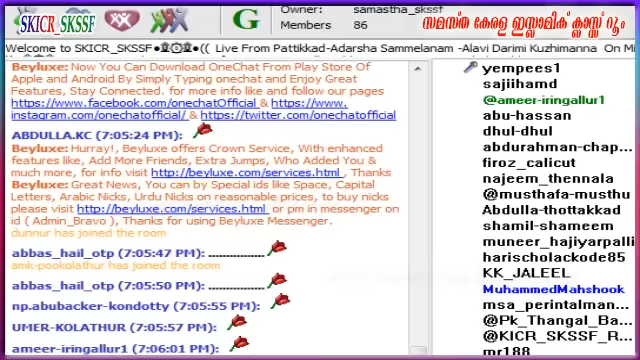 SKICR_SKSSF
G
Owner: samastha_skssf
Members 86
സമസ്ത കേരള ഇസ്ലാമിക് ക്ലാസ്സ് റൂം
Welcome to SKICR_SKSSF Live From Pattikkad-Adarsha Sammelanam -Alavi Darimi Kuzhimanna On Mi
Beyluxe: Now You Can Download OneChat From Play Store Of
Apple and Android By Simply Typing onechat and Enjoy Great
Features, Stay Connected. for more info like and follow our pages
https://www.facebook.com/onechatOfficial & https://www.
instagram.com/onechatofficial & https://twitter.com/onechatofficial
ABDULLA.KC (7:05:24 PM):
Beyluxe: Hurray!, Beyluxe offers Crown Service, With enhanced
features like, Add More Friends, Extra Jumps, Who Added You &
much more, for info visit http://beyluxe.com/services.html , Thanks
Beyluxe: Great News, You can by Special ids like Space, Capital
Letters, Arabic Nicks, Urdu Nicks on reasonable prices, to buy nicks
please visit http://beyluxe.com/services.html or pm in messenger on
id ( Admin_Bravo ), Thanks for using Beyluxe Messenger.
dunnur has joined the room
abbas_hail_otp (7:05:47 PM): ................
amk-pookolathur has joined the room
abbas_hail_otp (7:05:50 PM): ................
np.abubacker-kondotty (7:05:55 PM):
UMER-KOLATHUR (7:05:57 PM):
ameer-iringallur1 (7:06:01 PM):
yempees1
sajiihamd
@ameer-iringallur1
abu-hassan
dhul-dhul
abdurahman-chap...
firoz_calicut
najeem_thennala
@musthafa-musthu
Abdulla-thottakkad
shamil-shameem
muneer_hajiyarpalli
harischolackode85
KK_JALEEL
MuhammedMahshook
msa_perintalman...
@Pk_Thangal_Ba...
@KICR_SKSSF_R...
mr188